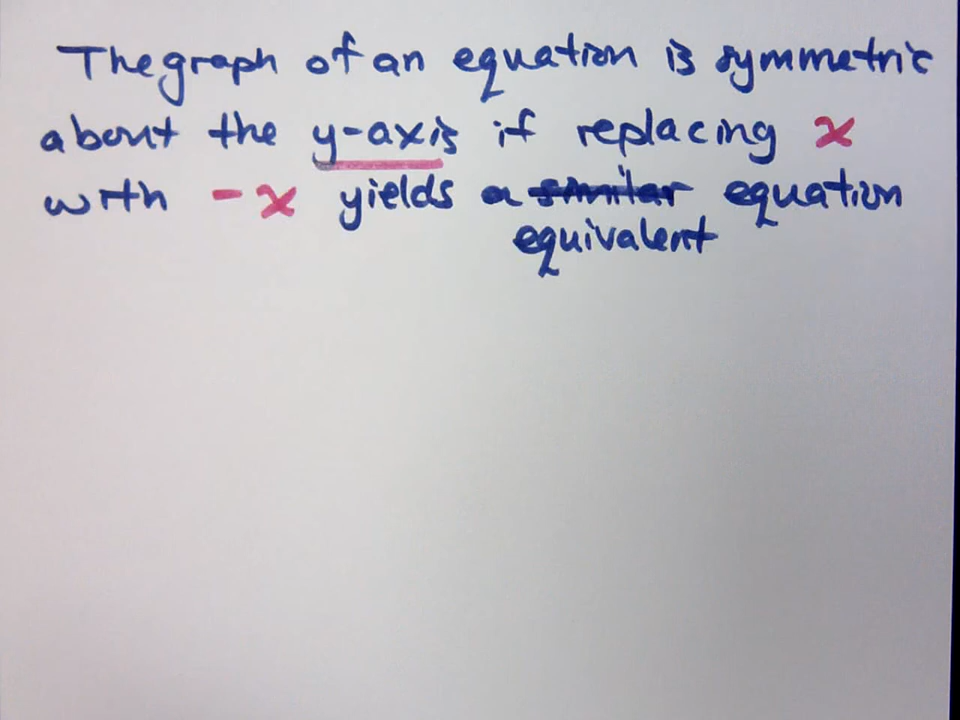 The graph of an equation is symmetric
about the y-axis if replacing x
with -x yields a similar equation
equivalent